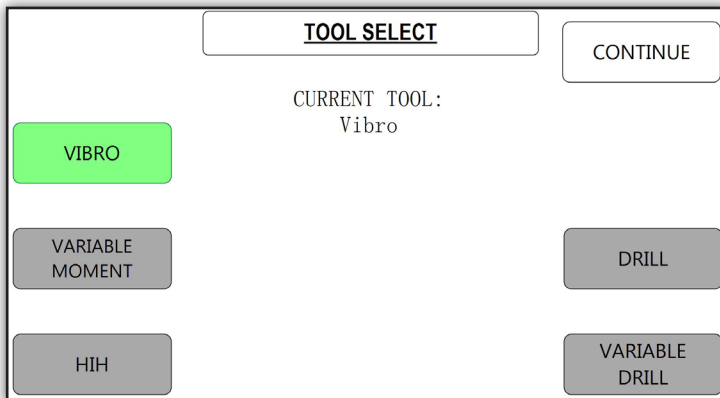 TOOL SELECT
CONTINUE
CURRENT TOOL:
Vibro
VIBRO
VARIABLE
MOMENT
DRILL
HIH
VARIABLE
DRILL